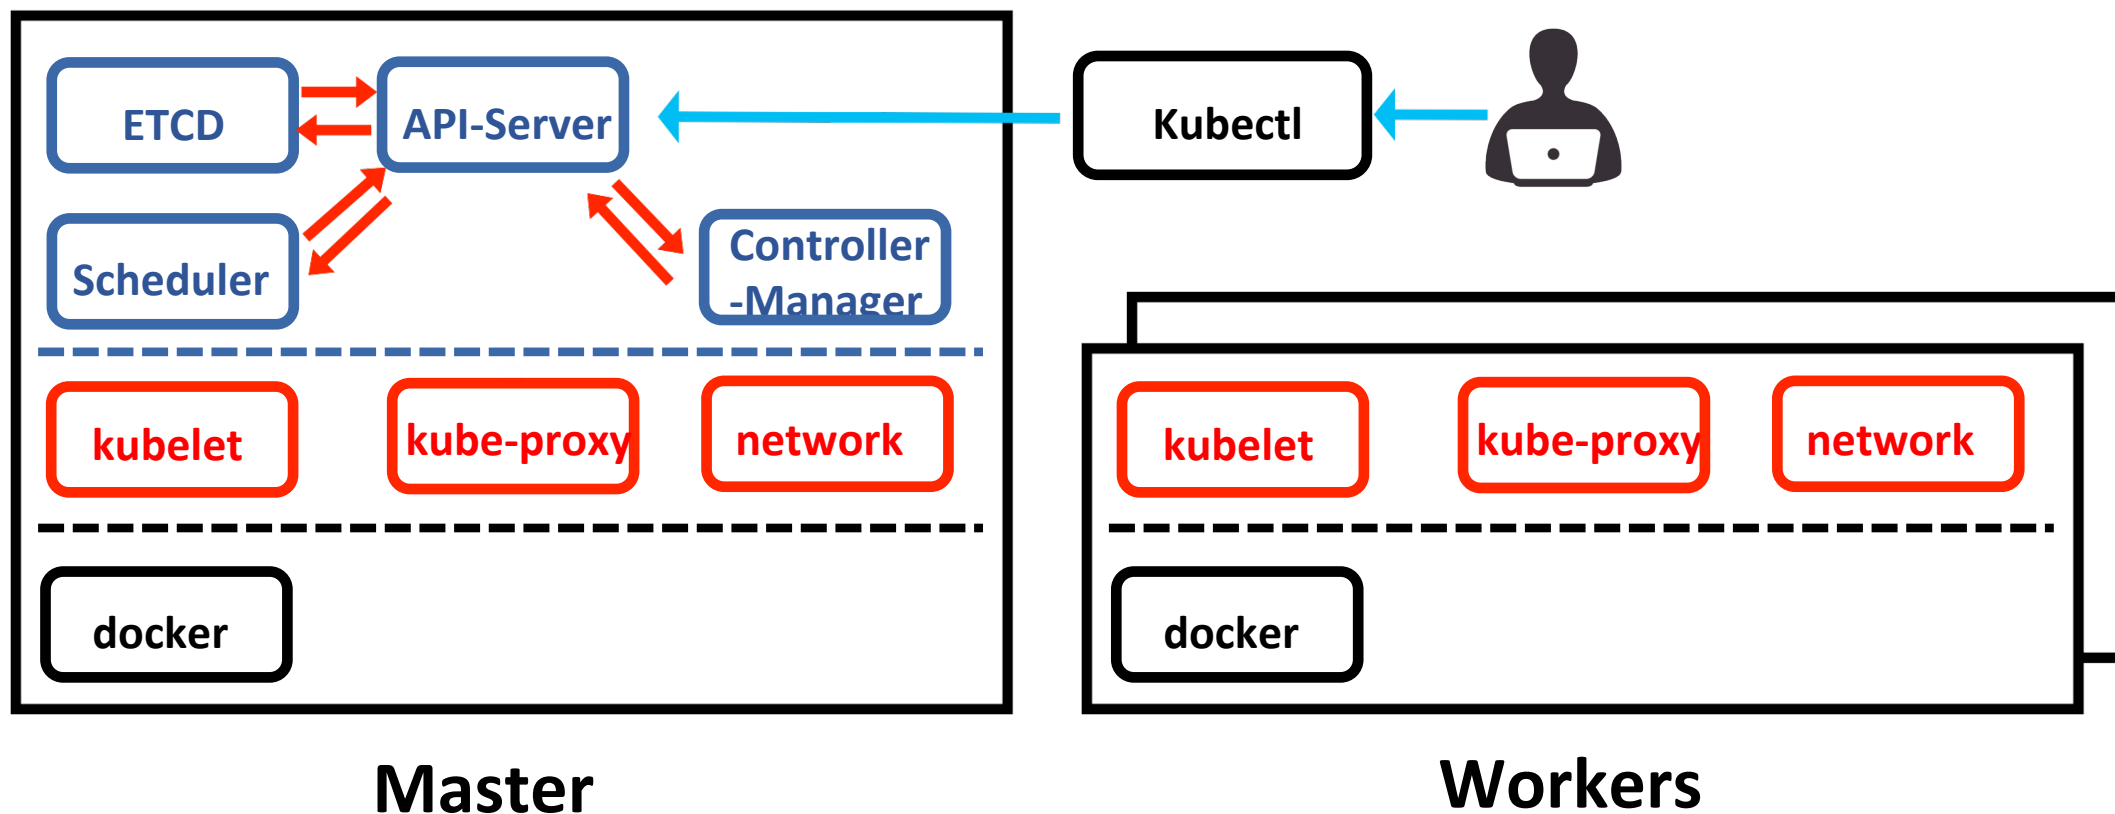 ETCD
API-Server
Kubectl
Scheduler
Controller
-Manager
kubelet
kube-proxy
network
kubelet
kube-proxy
network
docker
docker
Master
Workers